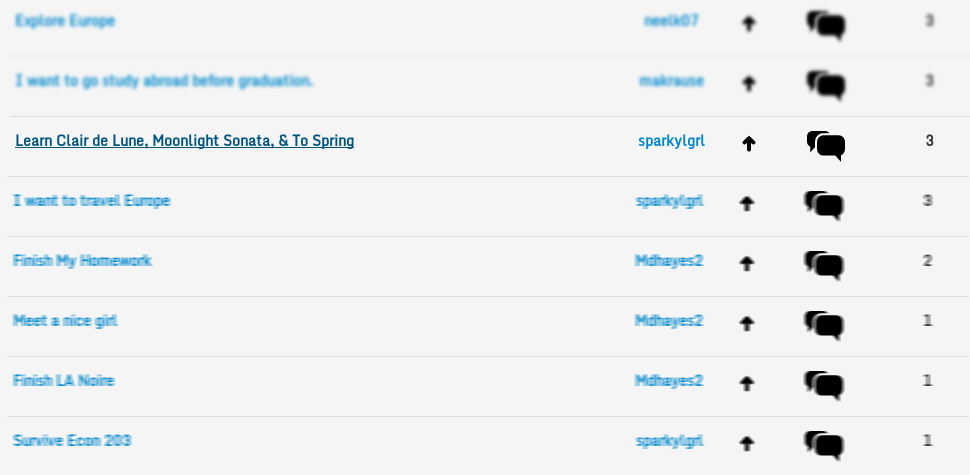 Explore Europe neelk07 3
I want to go study abroad before graduation. makrause 3
Learn Clair de Lune, Moonlight Sonata, & To Spring sparkylgrl 3
I want to travel Europe sparkylgrl 3
Finish My Homework Mdhayes2 2
Meet a nice girl Mdhayes2 1
Finish LA Noire Mdhayes2 1
Survive Econ 203 sparkylgrl 1